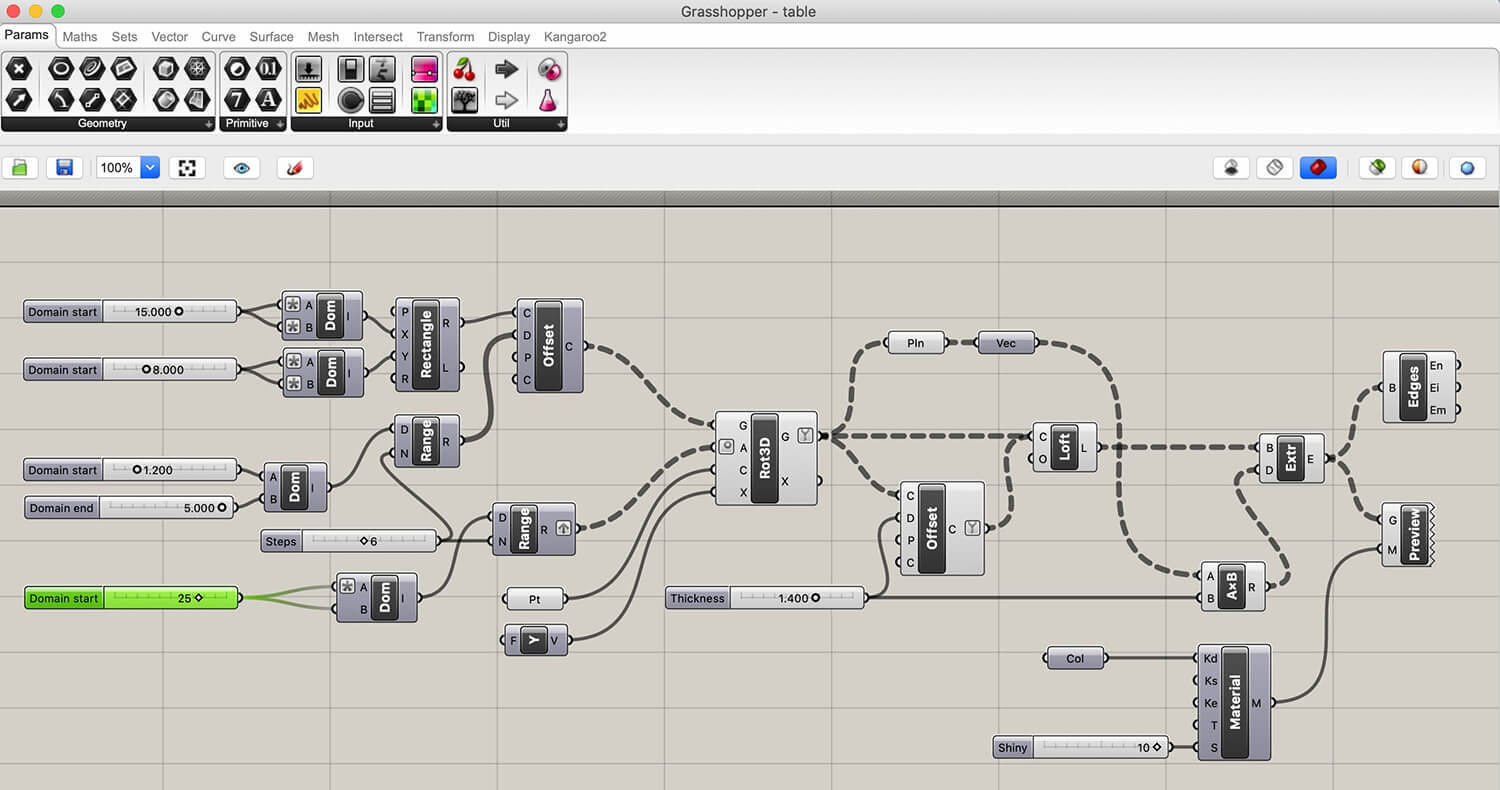 Grasshopper - table
Params Maths Sets Vector Curve Surface Mesh Intersect Transform Display Kangaroo2
0.1
7 A
Geometry Primitive Input Util
100%
Domain start 15.000
A B Dom I
P X Y R Rectangle R L
C D P C Offset C
Domain start 8.000
A B Dom I
Pln
Vec
En
B Edges Ei
Em
D N Range R
G A C X Rot3D G X
C O Loft L
B D Extr E
Domain start 1.200
A B Dom I
Domain end 5.000
Steps 6
D N Range R
C D P C Offset C
G M Preview
Domain start 25
A B Dom I
Pt
Thickness 1.400
A B A×B R
F Y V
Col
Kd
Ks
Ke Material M
T
S
Shiny 10